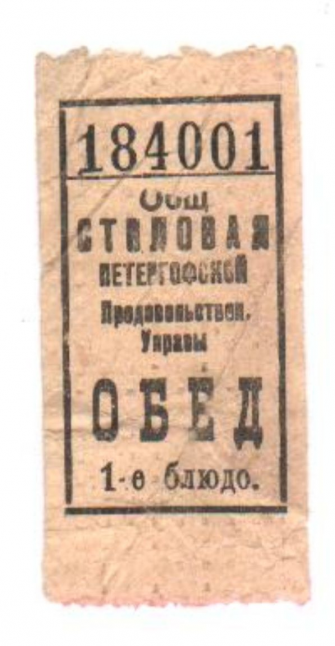 184001
Общ
СТОЛОВАЯ
ПЕТЕРГОФСКОЙ
Продовольствен.
Управы
ОБЕД
1-е блюдо.